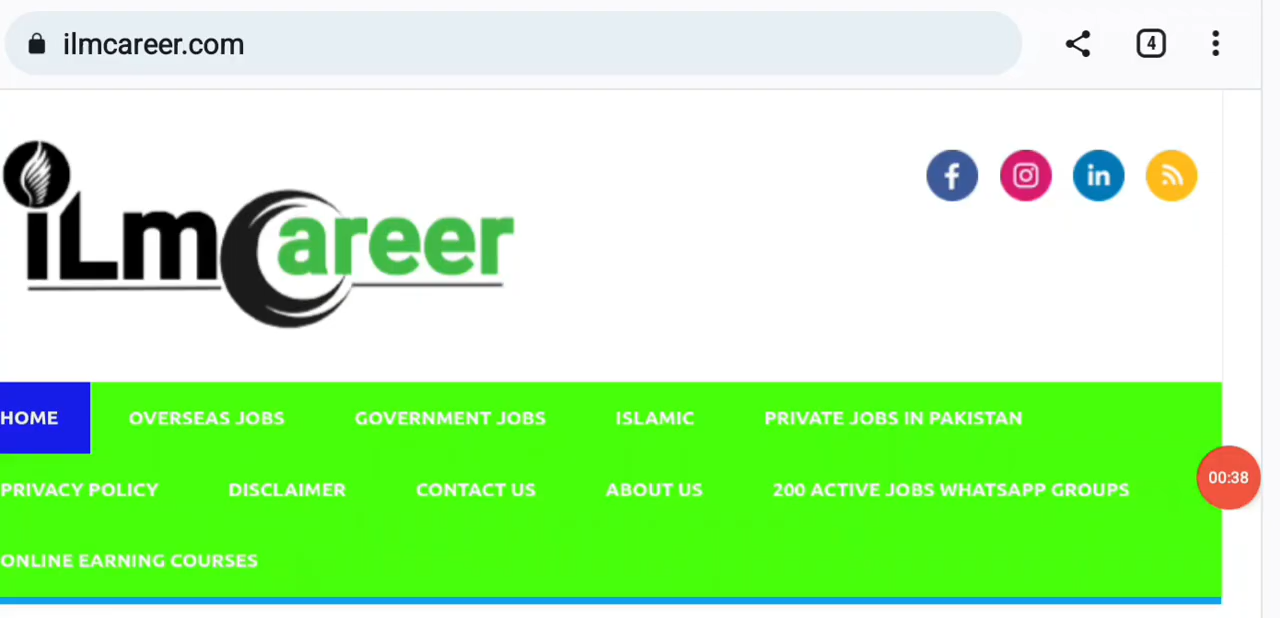 ilmcareer.com
4
iLmCareer
HOME OVERSEAS JOBS GOVERNMENT JOBS ISLAMIC PRIVATE JOBS IN PAKISTAN
PRIVACY POLICY DISCLAIMER CONTACT US ABOUT US 200 ACTIVE JOBS WHATSAPP GROUPS
00:38
ONLINE EARNING COURSES